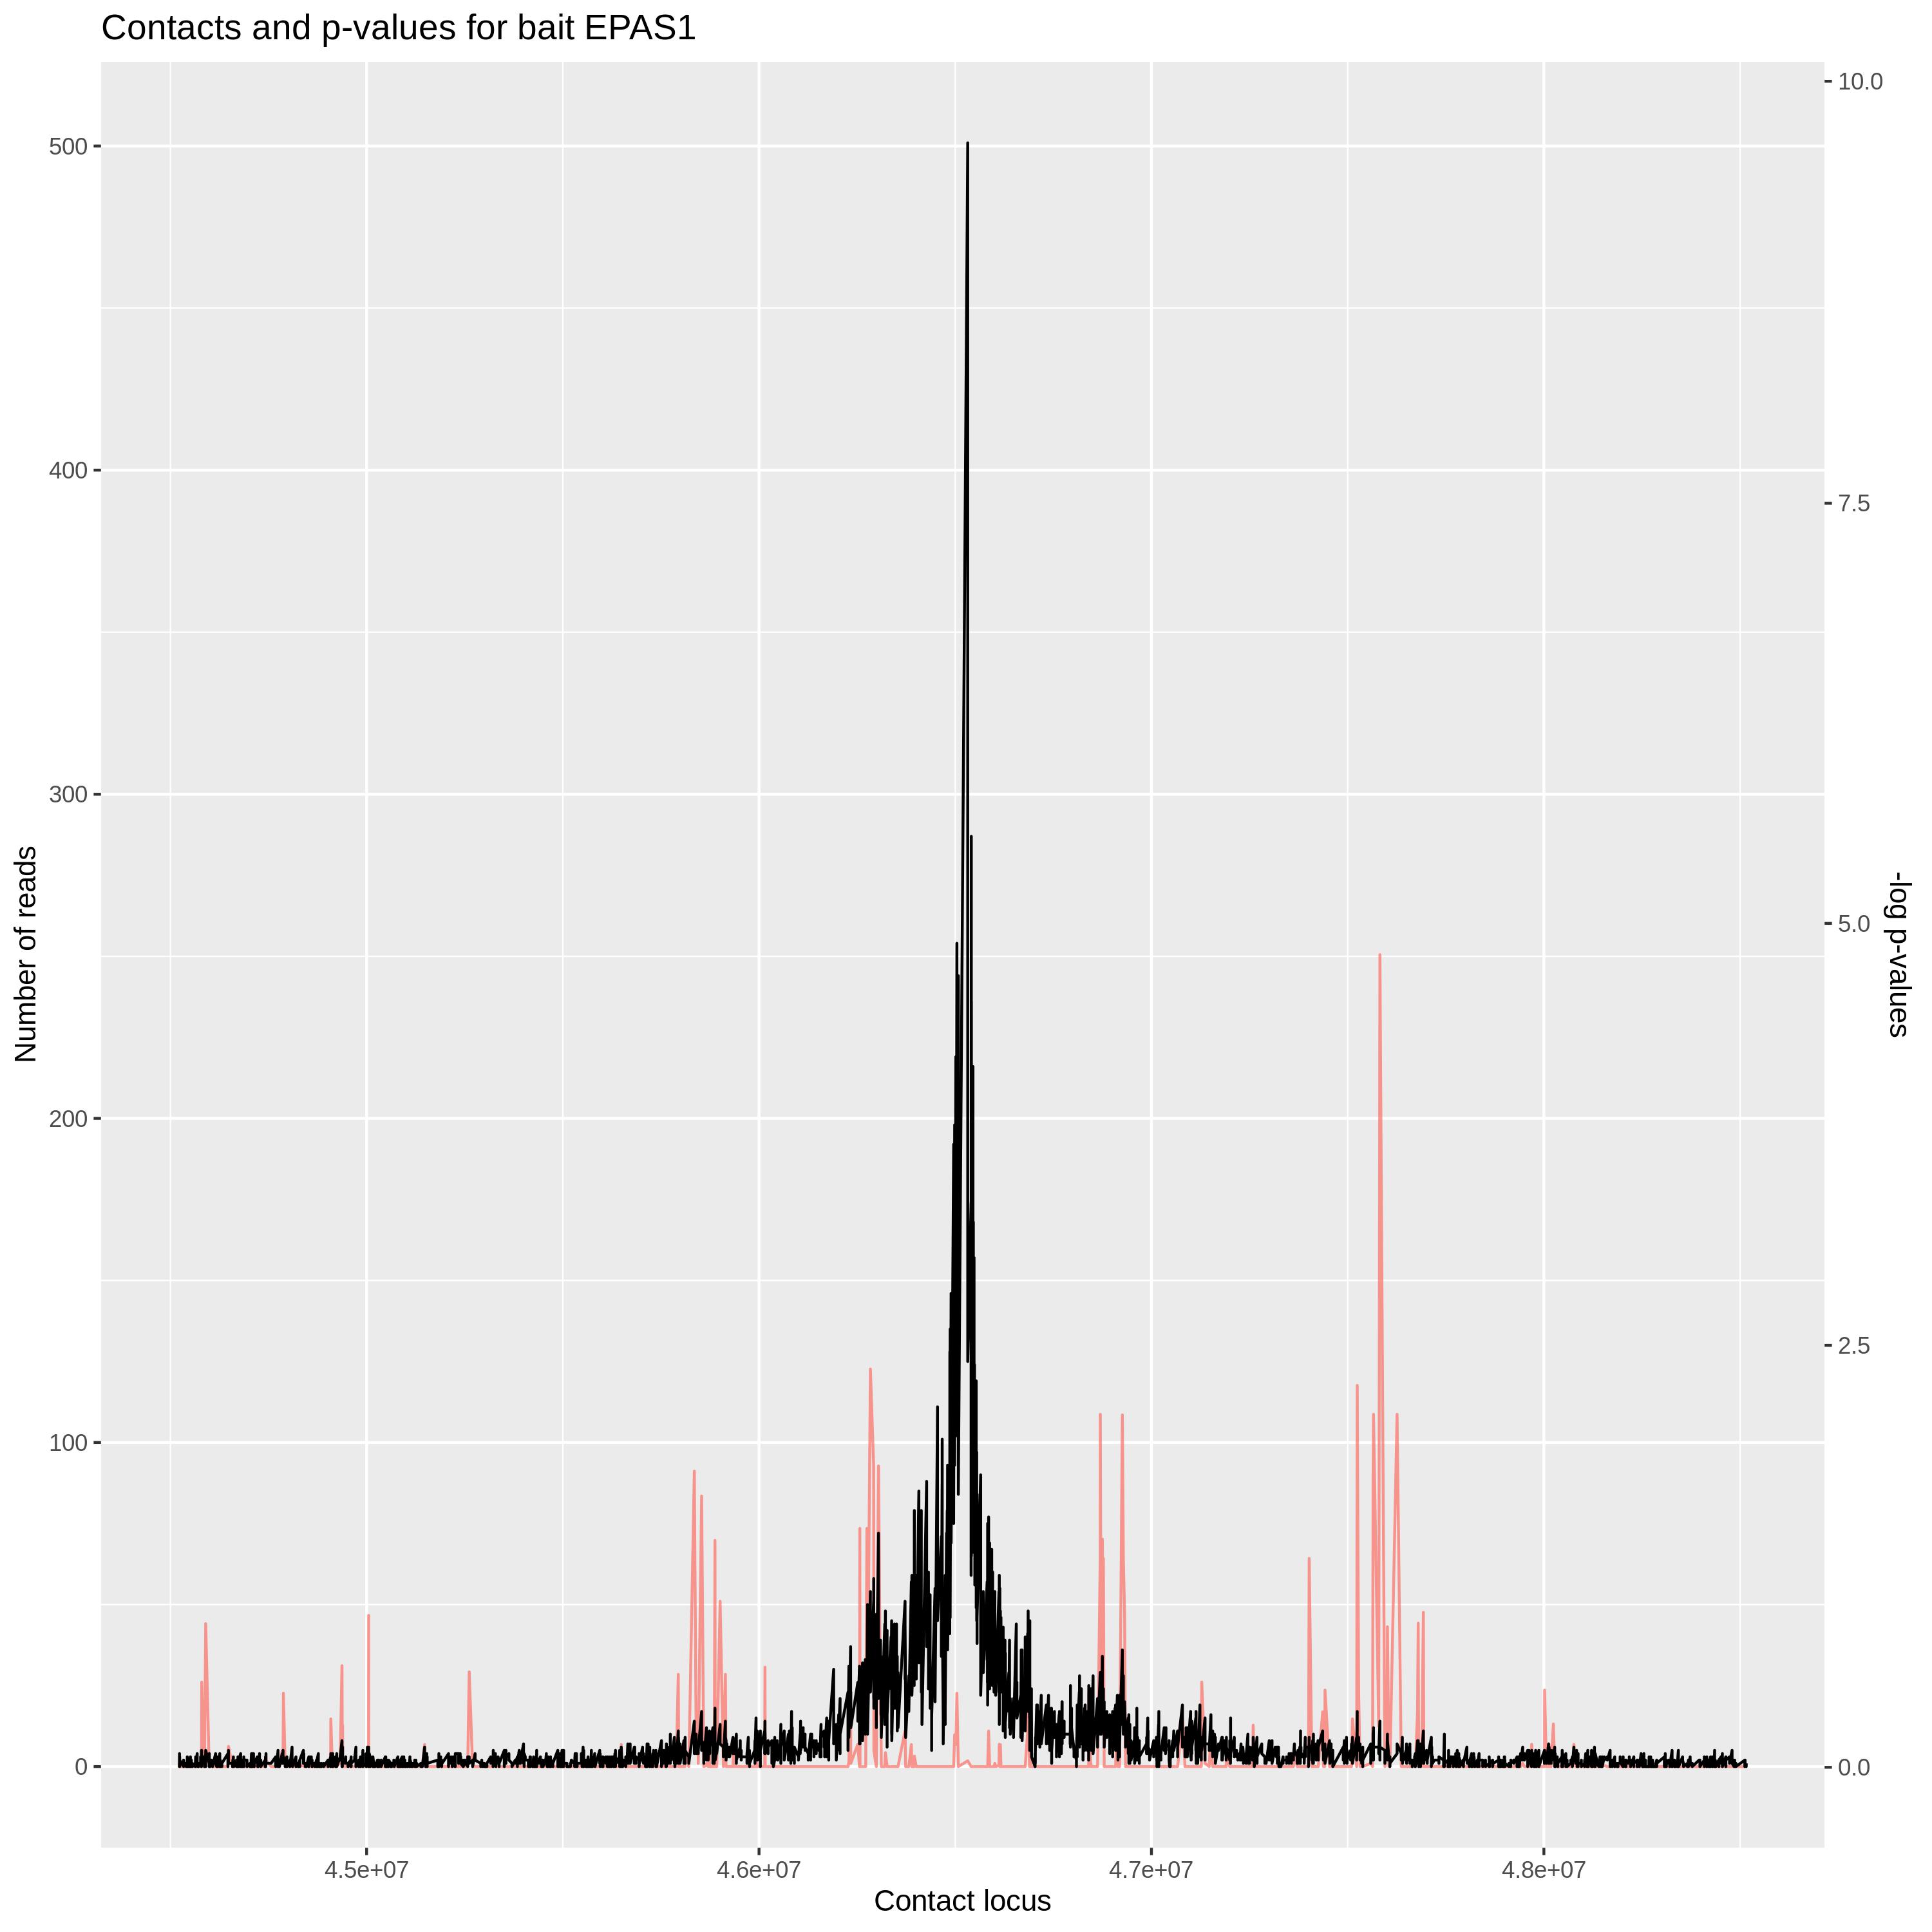 Contacts and p-values for bait EPAS1
500
400
300
200
100
0
Number of reads
10.0
7.5
5.0
2.5
0.0
-log p-values
4.5e+07
4.6e+07
4.7e+07
4.8e+07
Contact locus